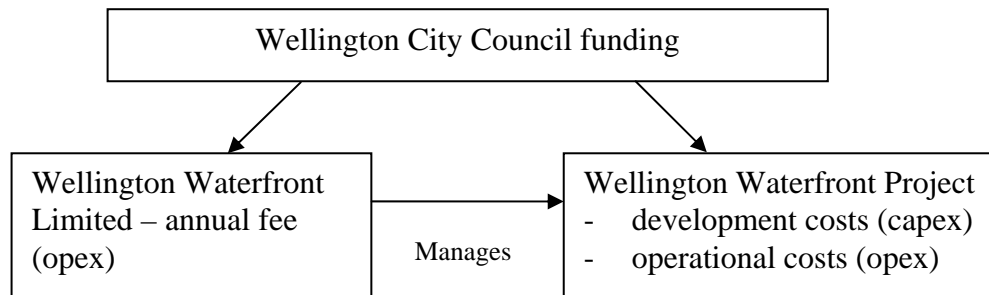 Wellington City Council funding
Wellington Waterfront
Limited – annual fee
(opex)
Manages
Wellington Waterfront Project
- development costs (capex)
- operational costs (opex)